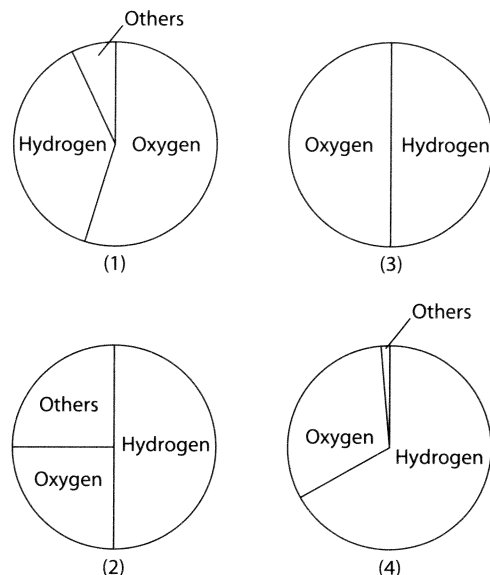 Others
Hydrogen
Oxygen
(1)
Oxygen
Hydrogen
(3)
Others
Hydrogen
Oxygen
(2)
Others
Oxygen
Hydrogen
(4)